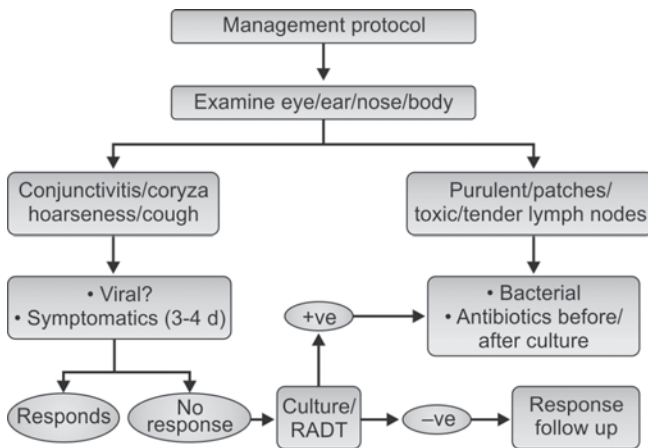 Management protocol
Examine eye/ear/nose/body
Conjunctivitis/coryza
hoarseness/cough
Purulent/patches/
toxic/tender lymph nodes
• Viral?
• Symptomatics (3-4 d)
• Bacterial
• Antibiotics before/
after culture
+ve
Responds
No
response
Culture/
RADT
–ve
Response
follow up